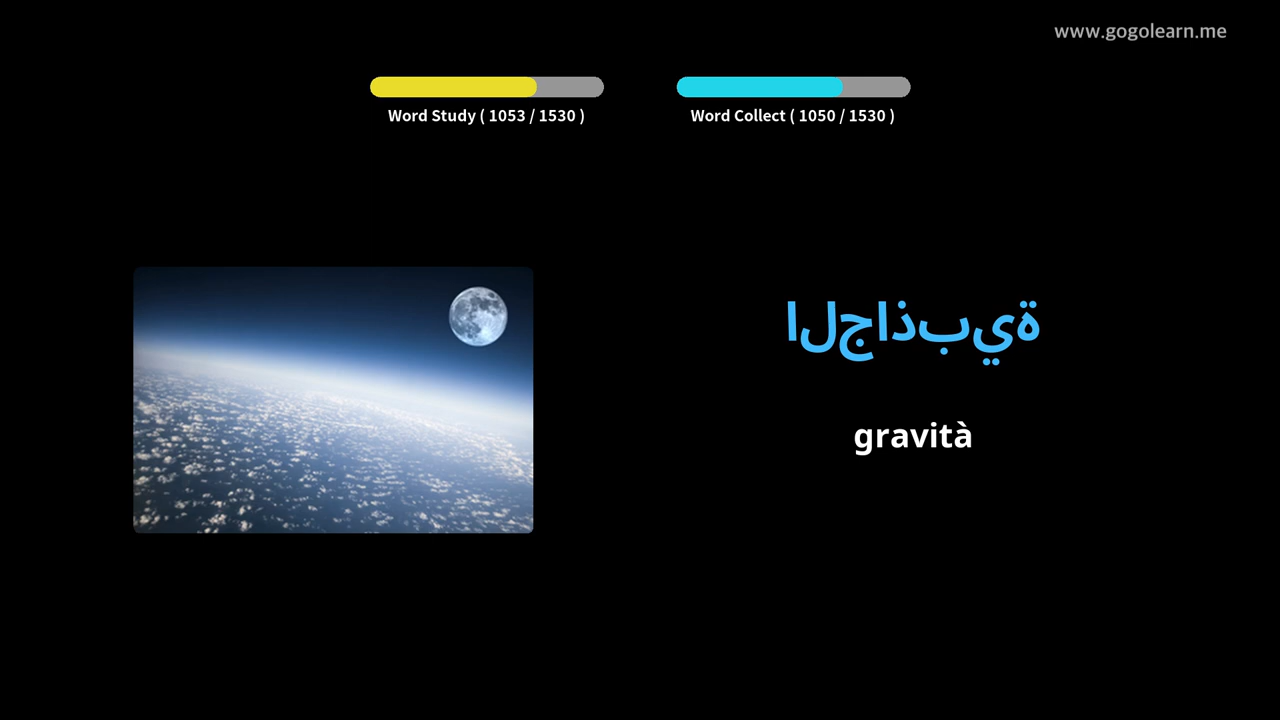 www.gogolearn.me
Word Study ( 1053 / 1530 )
Word Collect ( 1050 / 1530 )
الجاذبية
gravità